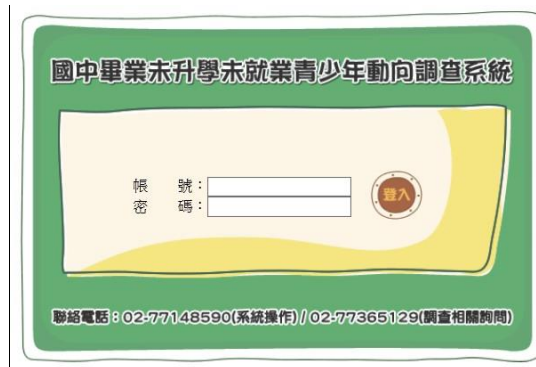 國中畢業未升學未就業青少年動向調查系統
帳　號：
密　碼：
登入
聯絡電話：02-77148590(系統操作) / 02-77365129(調查相關詢問)